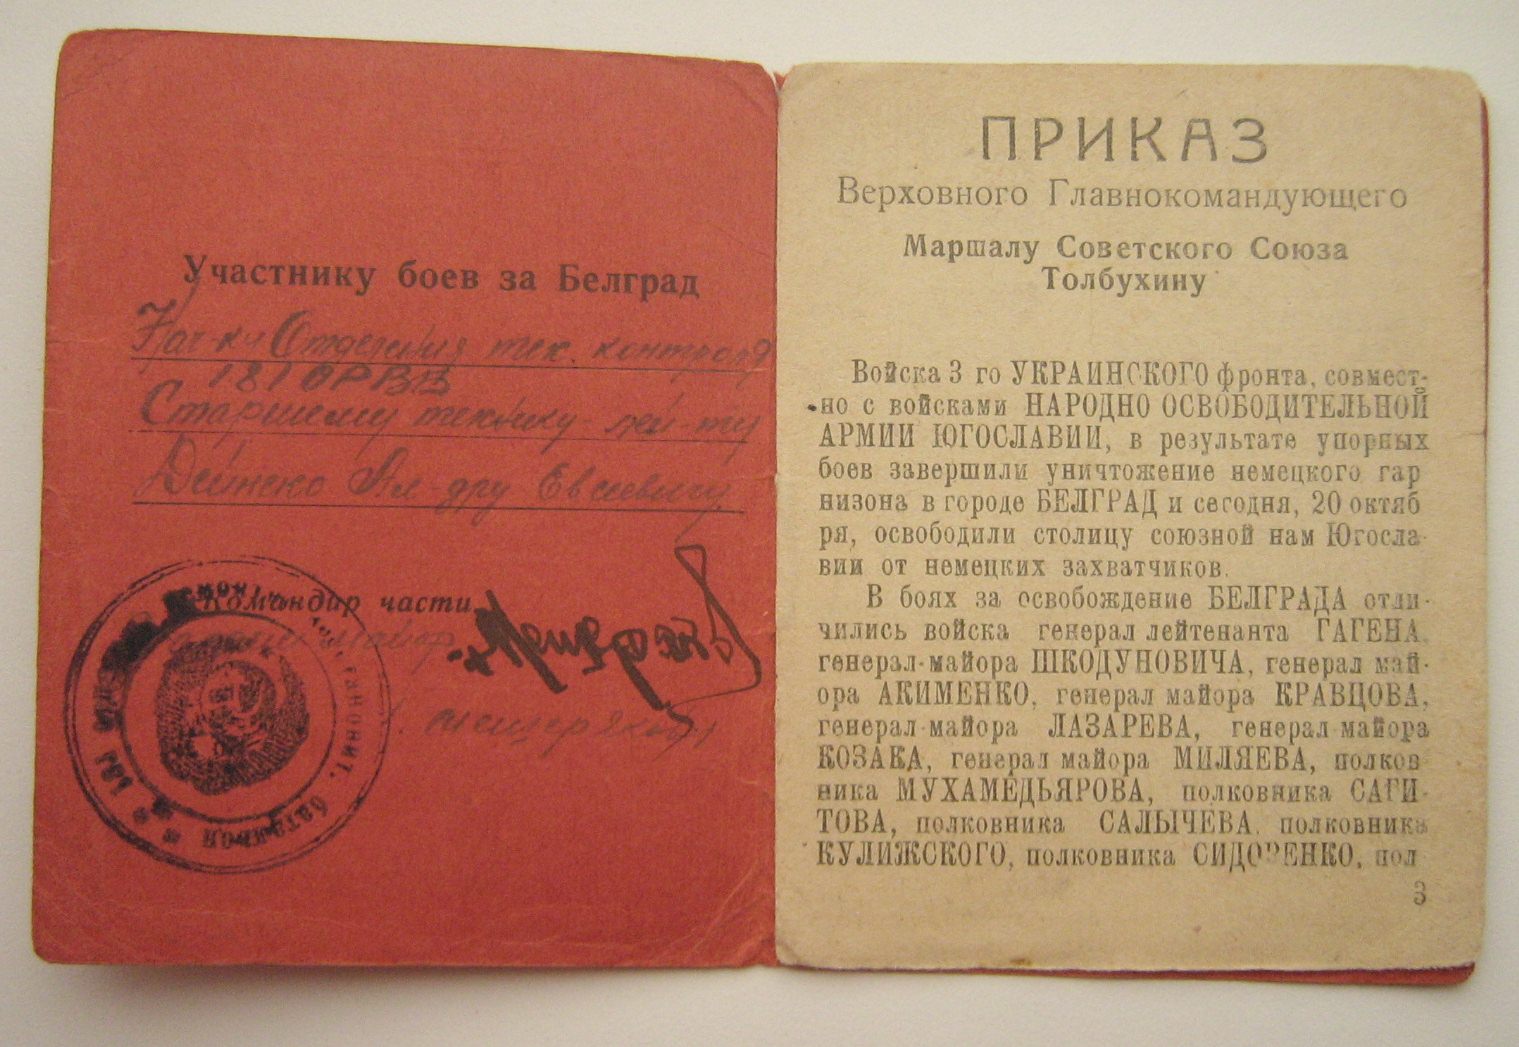 Участнику боев за Белград
Нач-ку Отделения тех. контроля
181 ОРВБ
Старшему технику лей-ту
Дейнеко Ал-дру Евсеевичу
Командир части
батальон
181
ПРИКАЗ
Верховного Главнокомандующего
Маршалу Советского Союза
Толбухину
Войска 3 го УКРАИНСКОГО фронта, совмест-
но с войсками НАРОДНО ОСВОБОДИТЕЛЬНОЙ
АРМИИ ЮГОСЛАВИИ, в результате упорных
боев завершили уничтожение немецкого гар
низона в городе БЕЛГРАД и сегодня, 20 октяб
ря, освободили столицу союзной нам Югосла-
вии от немецких захватчиков.
В боях за освобождение БЕЛГРАДА отли-
чились войска генерал лейтенанта ГАГЕНА,
генерал-майора ШКОДУНОВИЧА, генерал май-
ора АКИМЕНКО, генерал майора КРАВЦОВА,
генерал-майора ЛАЗАРЕВА, генерал-майора
КОЗАКА, генерал майора МИЛЯЕВА, полков
ника МУХАМЕДЬЯРОВА, полковника САГИ-
ТОВА, полковника САЛЫЧЕВА, полковника
КУЛИЖСКОГО, полковника СИДОРЕНКО, пол
3